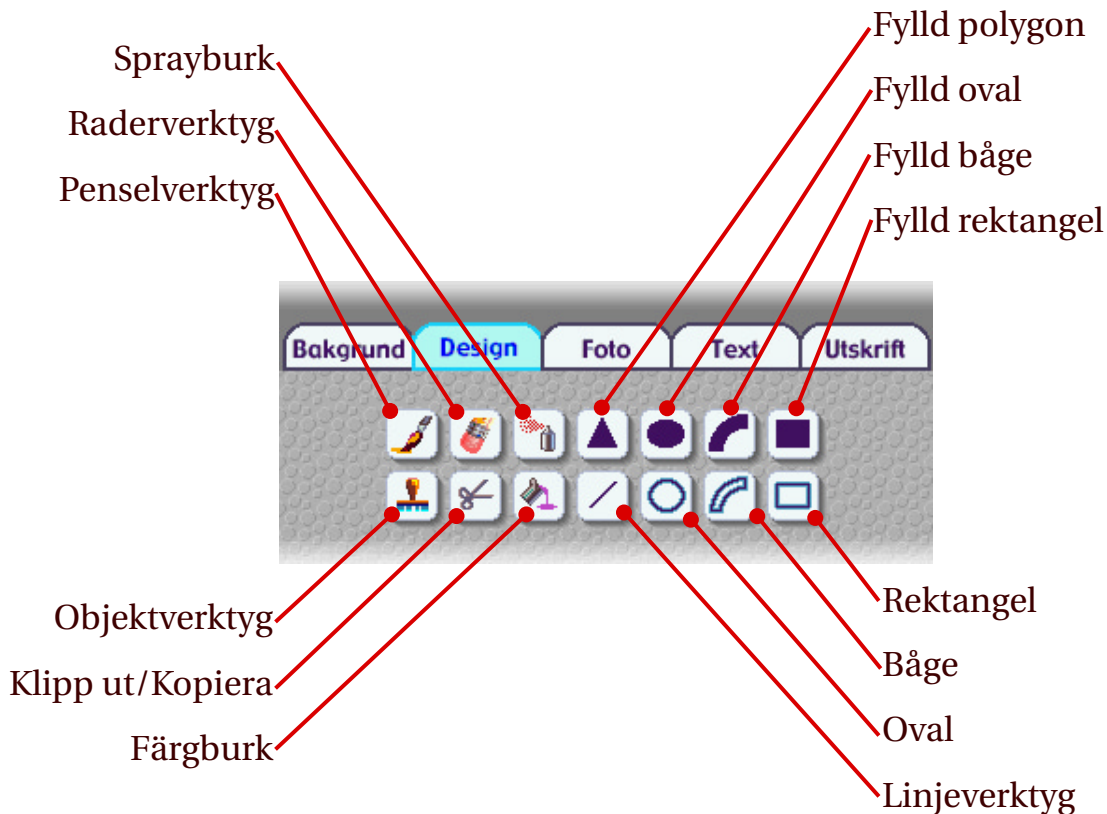 Fylld polygon
Sprayburk
Fylld oval
Raderverktyg
Fylld båge
Penselverktyg
Fylld rektangel
Bakgrund Design Foto Text Utskrift
Objektverktyg
Rektangel
Klipp ut/Kopiera
Båge
Färgburk
Oval
Linjeverktyg